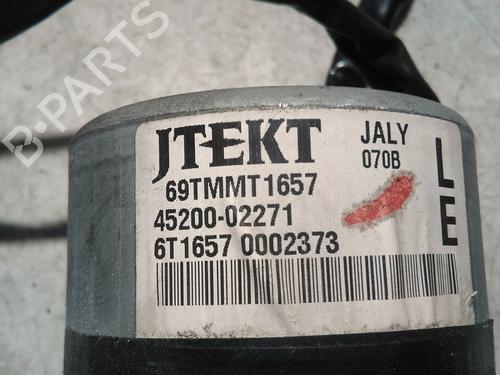 B-PARTS
JTEKT
JALY
070B
69TMMT1657
45200-02271
6T1657 0002373
L
E